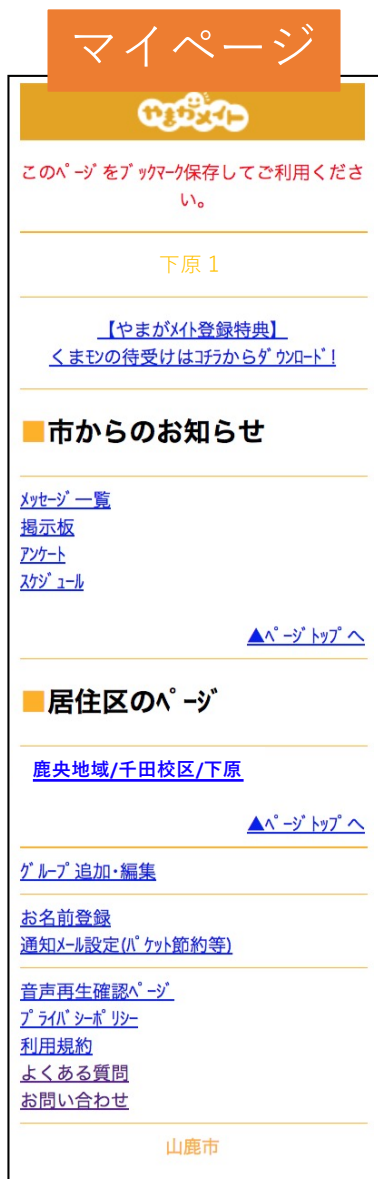 マイページ
やまがメイト
このﾍﾟｰｼﾞをﾌﾞｯｸﾏｰｸ保存してご利用くださ
い。
下原１
【やまがﾒｲﾄ登録特典】
くまﾓﾝの待受けはｺﾁﾗからﾀﾞｳﾝﾛｰﾄﾞ!
■市からのお知らせ
ﾒｯｾｰｼﾞ一覧
掲示板
ｱﾝｹｰﾄ
ｽｹｼﾞｭｰﾙ
▲ﾍﾟｰｼﾞﾄｯﾌﾟへ
■居住区のﾍﾟｰｼﾞ
鹿央地域/千田校区/下原
▲ﾍﾟｰｼﾞﾄｯﾌﾟへ
ｸﾞﾙｰﾌﾟ追加･編集
お名前登録
通知ﾒｰﾙ設定(ﾊﾟｹｯﾄ節約等)
音声再生確認ﾍﾟｰｼﾞ
ﾌﾟﾗｲﾊﾞｼｰﾎﾟﾘｼｰ
利用規約
よくある質問
お問い合わせ
山鹿市